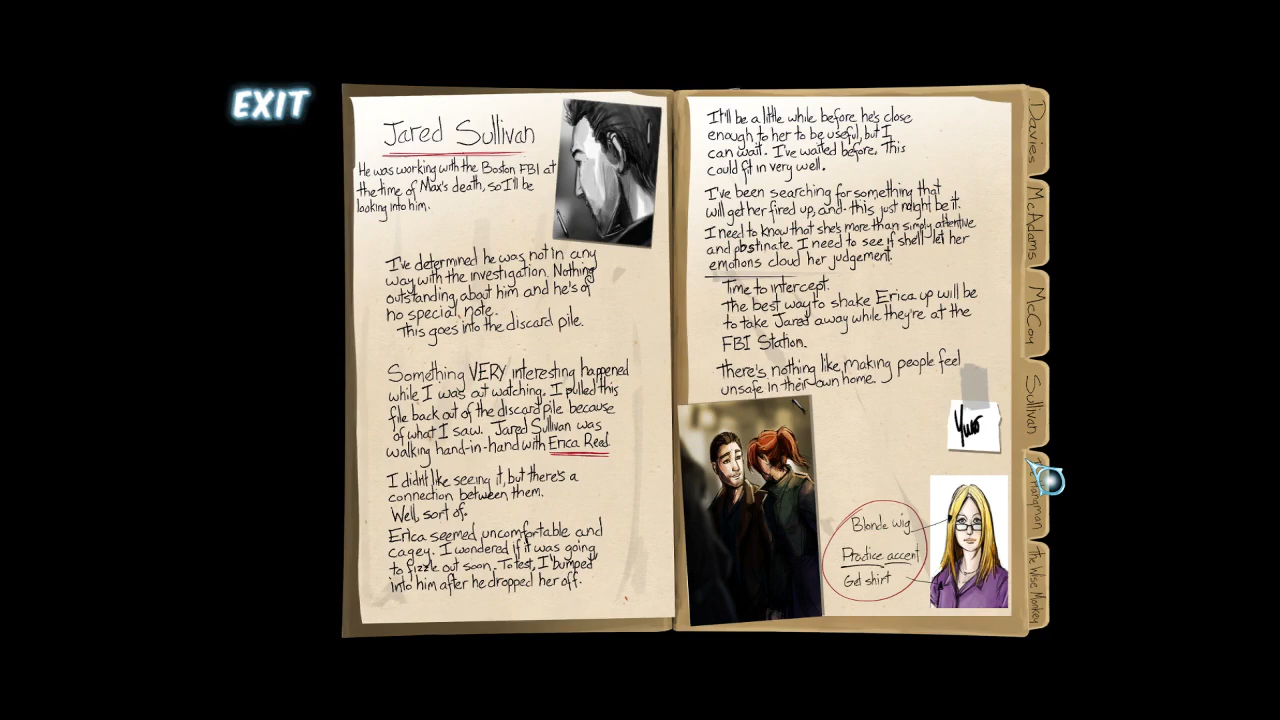 EXIT
Jared Sullivan
He was working with the Boston FBI at
the time of Max's death, so I'll be
looking into him.
I've determined he was not in any
way with the investigation. Nothing
outstanding about him and he's of
no special note.
This goes into the discard pile.
Something VERY interesting happened
while I was out watching. I pulled this
file back out of the discard pile because
of what I saw. Jared Sullivan was
walking hand-in-hand with Erica Reed.
I didn't like seeing it, but there's a
connection between them.
Well, sort of.
Erica seemed uncomfortable and
cagey. I wondered if it was going
to fizzle out soon. To test, I bumped
into him after he dropped her off.
It'll be a little while before he's close
enough to her to be useful, but I
can wait. I've waited before. This
could fit in very well.
I've been searching for something that
will get her fired up, and this just might be it.
I need to know that she's more than simply attentive
and obstinate. I need to see if she'll let her
emotions cloud her judgement.
Time to intercept.
The best way to shake Erica up will be
to take Jared away while they're at the
FBI Station.
There's nothing like making people feel
unsafe in their own home.
Blonde wig
Practice accent
Get shirt
Davies
McAdams
McCoy
Sullivan
Hangman
The Wise Monkey